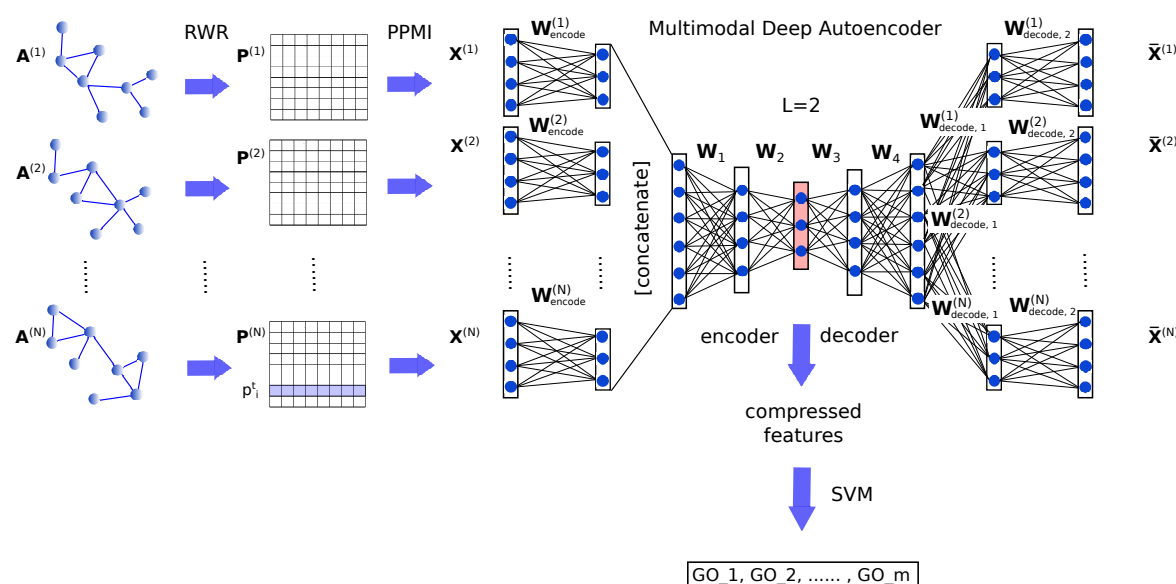 RWR
PPMI
Multimodal Deep Autoencoder
A(1)
P(1)
X(1)
W(1)encode
W(1)decode, 2
X̄(1)
L=2
A(2)
P(2)
X(2)
W(2)encode
[concatenate]
W1
W2
W3
W4
W(1)decode, 1
W(2)decode, 2
X̄(2)
W(2)decode, 1
A(N)
P(N)
X(N)
W(N)encode
W(N)decode, 1
W(N)decode, 2
X̄(N)
encoder
decoder
pti
compressed
features
SVM
GO_1, GO_2, ...... , GO_m